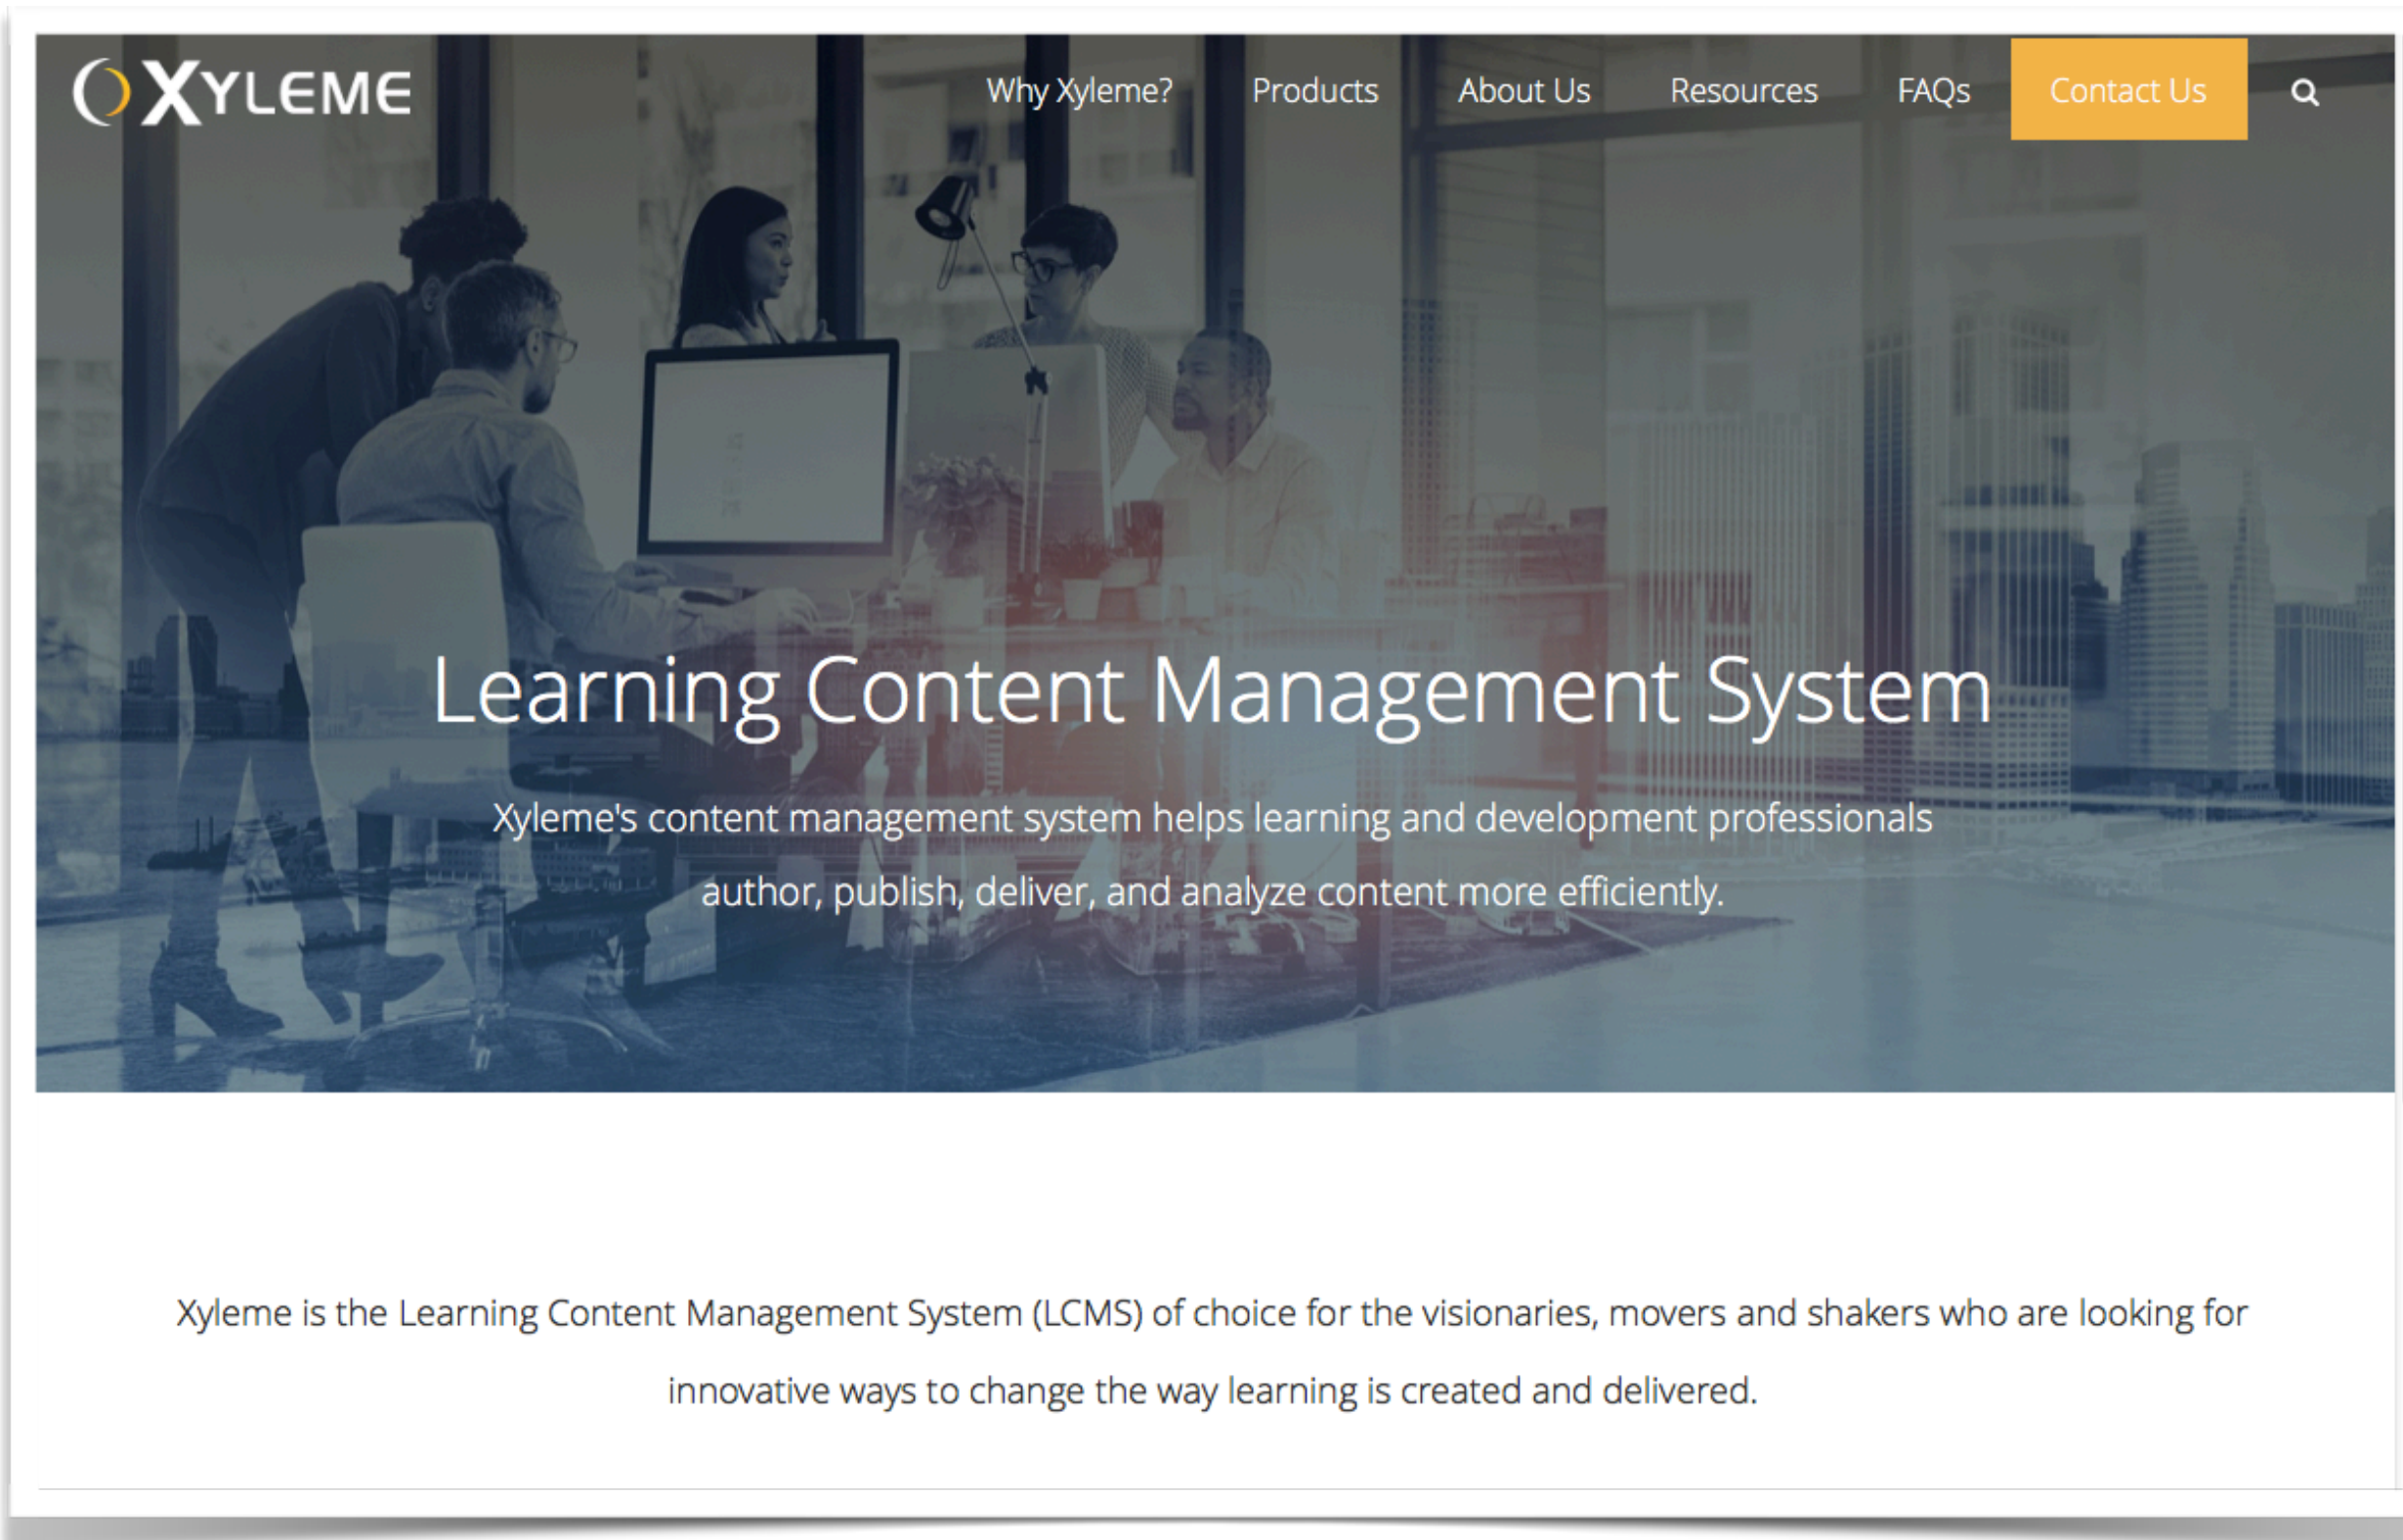 XYLEME
Why Xyleme? Products About Us Resources FAQs Contact Us
Learning Content Management System
Xyleme's content management system helps learning and development professionals
author, publish, deliver, and analyze content more efficiently.
Xyleme is the Learning Content Management System (LCMS) of choice for the visionaries, movers and shakers who are looking for
innovative ways to change the way learning is created and delivered.